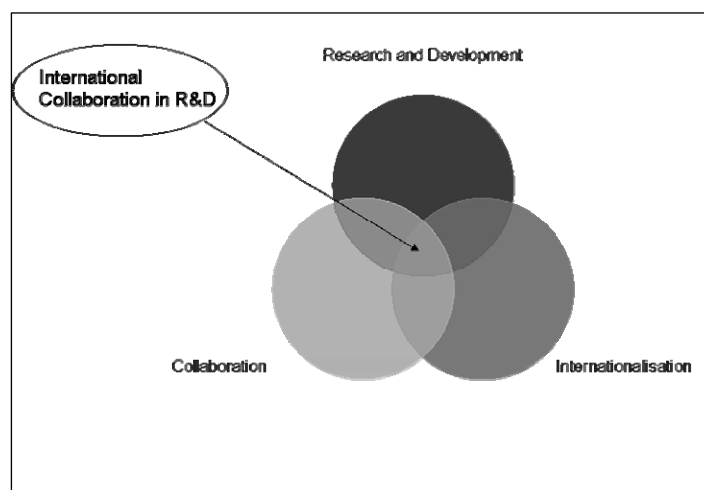 Research and Development
International
Collaboration in R&D
Collaboration
Internationalisation